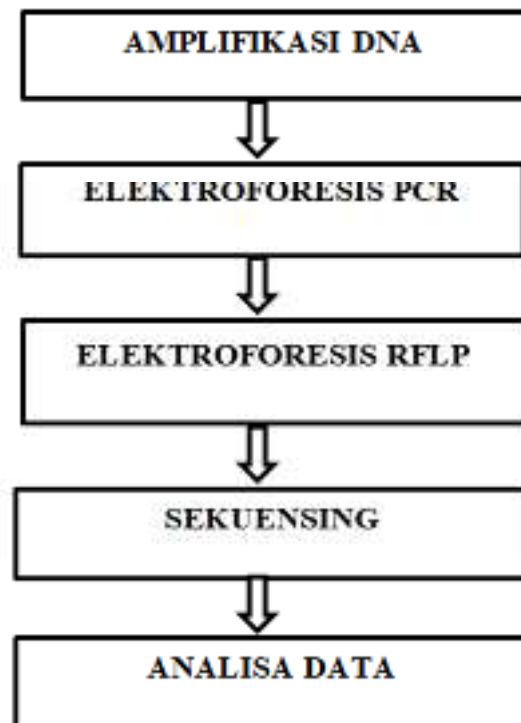 AMPLIFIKASI DNA
ELEKTROFORESIS PCR
ELEKTROFORESIS RFLP
SEKUENSING
ANALISA DATA